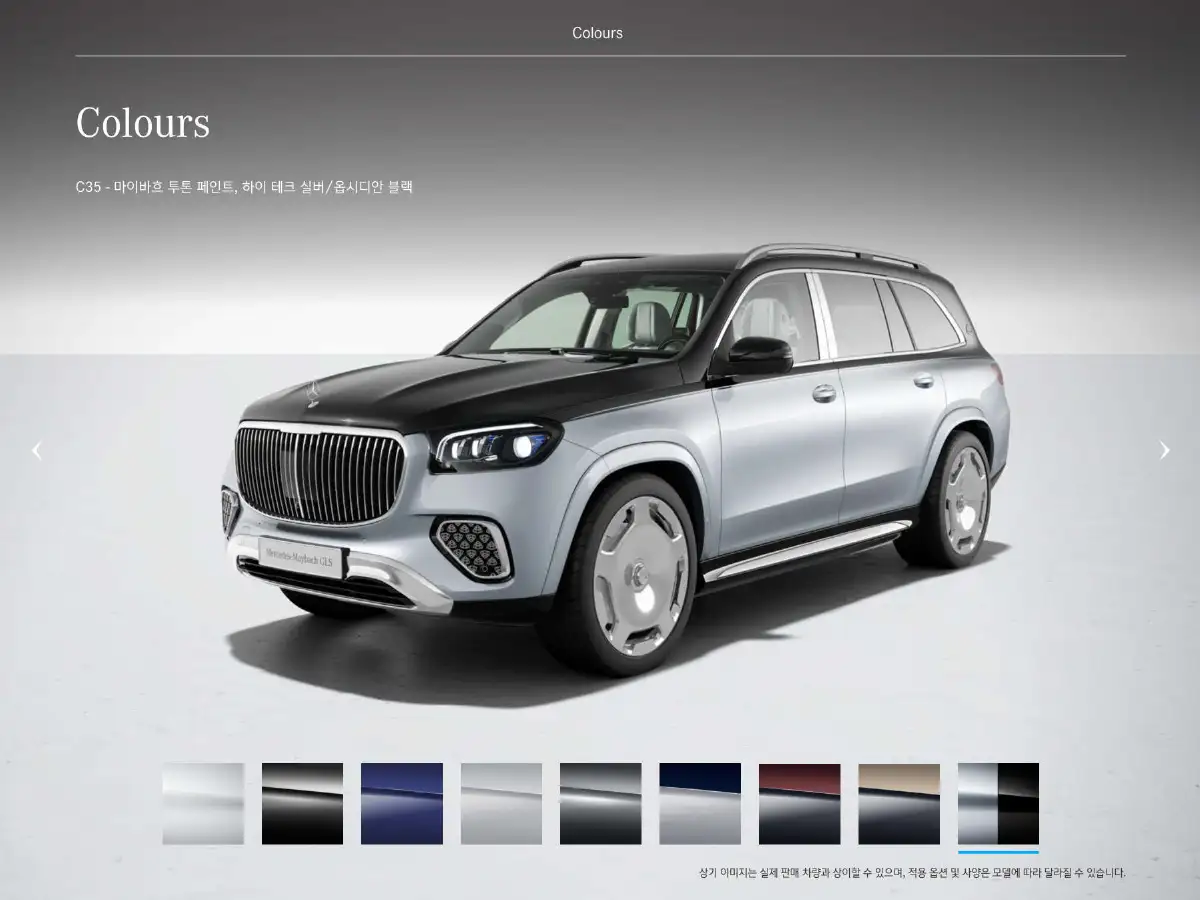 Colours
Colours
C35 - 마이바흐 투톤 페인트, 하이 테크 실버/옵시디안 블랙
Mercedes-Maybach GLS
상기 이미지는 실제 판매 차량과 상이할 수 있으며, 적용 옵션 및 사양은 모델에 따라 달라질 수 있습니다.